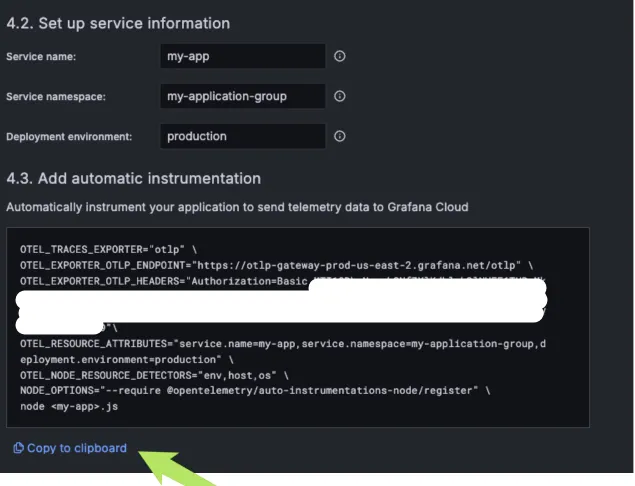 4.2. Set up service information
Service name:
my-app
Service namespace:
my-application-group
Deployment environment:
production
4.3. Add automatic instrumentation
Automatically instrument your application to send telemetry data to Grafana Cloud
OTEL_TRACES_EXPORTER="otlp" \
OTEL_EXPORTER_OTLP_ENDPOINT="https://otlp-gateway-prod-us-east-2.grafana.net/otlp" \
OTEL_EXPORTER_OTLP_HEADERS="Authorization=Basic
"\
OTEL_RESOURCE_ATTRIBUTES="service.name=my-app,service.namespace=my-application-group,d
eployment.environment=production" \
OTEL_NODE_RESOURCE_DETECTORS="env,host,os" \
NODE_OPTIONS="--require @opentelemetry/auto-instrumentations-node/register" \
node <my-app>.js
Copy to clipboard